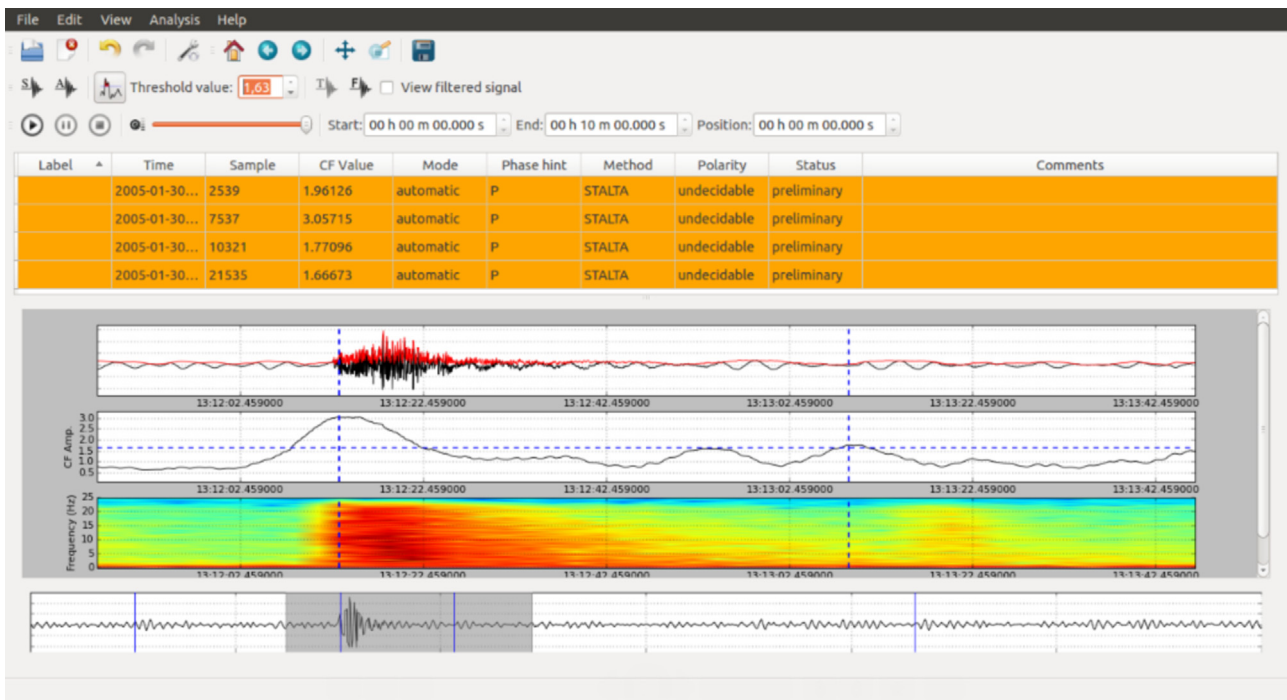 File Edit View Analysis Help
S A Threshold value: 1,63 T F View filtered signal
Start: 00 h 00 m 00.000 s End: 00 h 10 m 00.000 s Position: 00 h 00 m 00.000 s
Label Time Sample CF Value Mode Phase hint Method Polarity Status Comments
2005-01-30... 2539 1.96126 automatic P STALTA undecidable preliminary
2005-01-30... 7537 3.05715 automatic P STALTA undecidable preliminary
2005-01-30... 10321 1.77096 automatic P STALTA undecidable preliminary
2005-01-30... 21535 1.66673 automatic P STALTA undecidable preliminary
13:12:02.459000 13:12:22.459000 13:12:42.459000 13:13:02.459000 13:13:22.459000 13:13:42.459000
CF Amp.
3.0
2.5
2.0
1.5
1.0
0.5
13:12:02.459000 13:12:22.459000 13:12:42.459000 13:13:02.459000 13:13:22.459000 13:13:42.459000
Frequency (Hz)
25
20
15
10
5
0
13:12:02.459000 13:12:22.459000 13:12:42.459000 13:13:02.459000 13:13:22.459000 13:13:42.459000